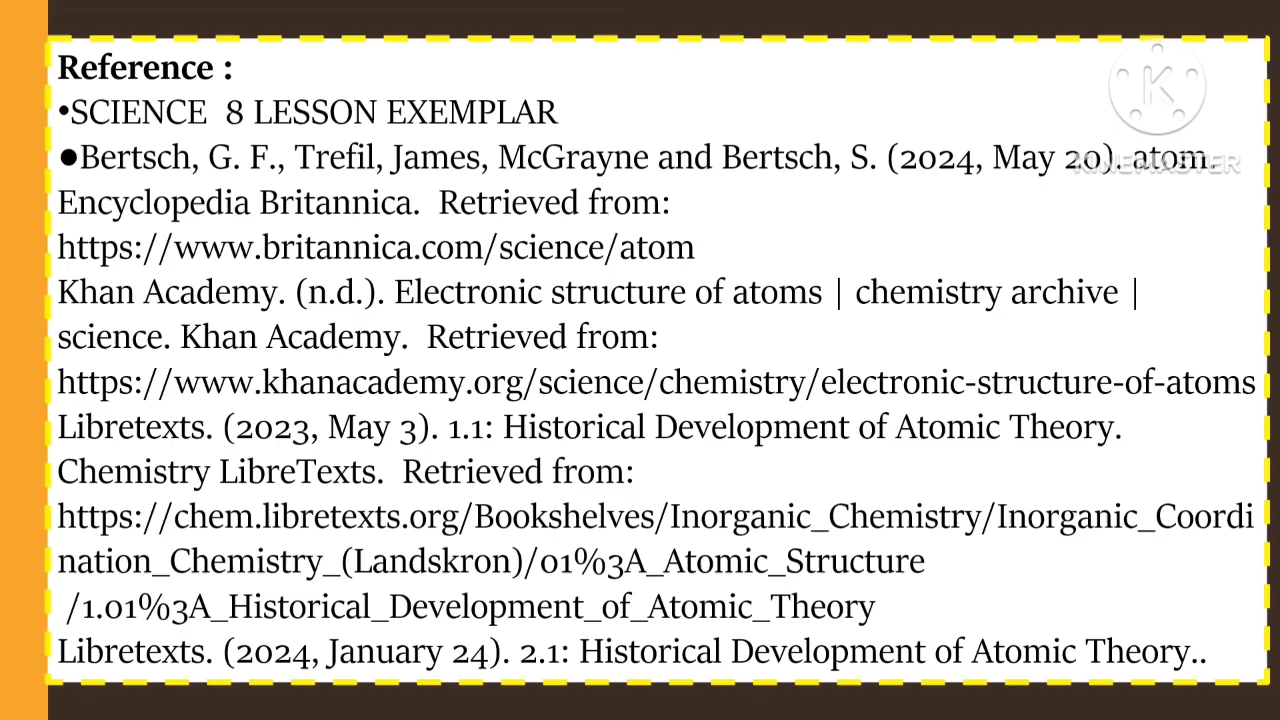 Reference :
•SCIENCE 8 LESSON EXEMPLAR
●Bertsch, G. F., Trefil, James, McGrayne and Bertsch, S. (2024, May 20). atom
Encyclopedia Britannica. Retrieved from:
https://www.britannica.com/science/atom
Khan Academy. (n.d.). Electronic structure of atoms | chemistry archive |
science. Khan Academy. Retrieved from:
https://www.khanacademy.org/science/chemistry/electronic-structure-of-atoms
Libretexts. (2023, May 3). 1.1: Historical Development of Atomic Theory.
Chemistry LibreTexts. Retrieved from:
https://chem.libretexts.org/Bookshelves/Inorganic_Chemistry/Inorganic_Coordi
nation_Chemistry_(Landskron)/01%3A_Atomic_Structure
/1.01%3A_Historical_Development_of_Atomic_Theory
Libretexts. (2024, January 24). 2.1: Historical Development of Atomic Theory..
K
KINEMASTER